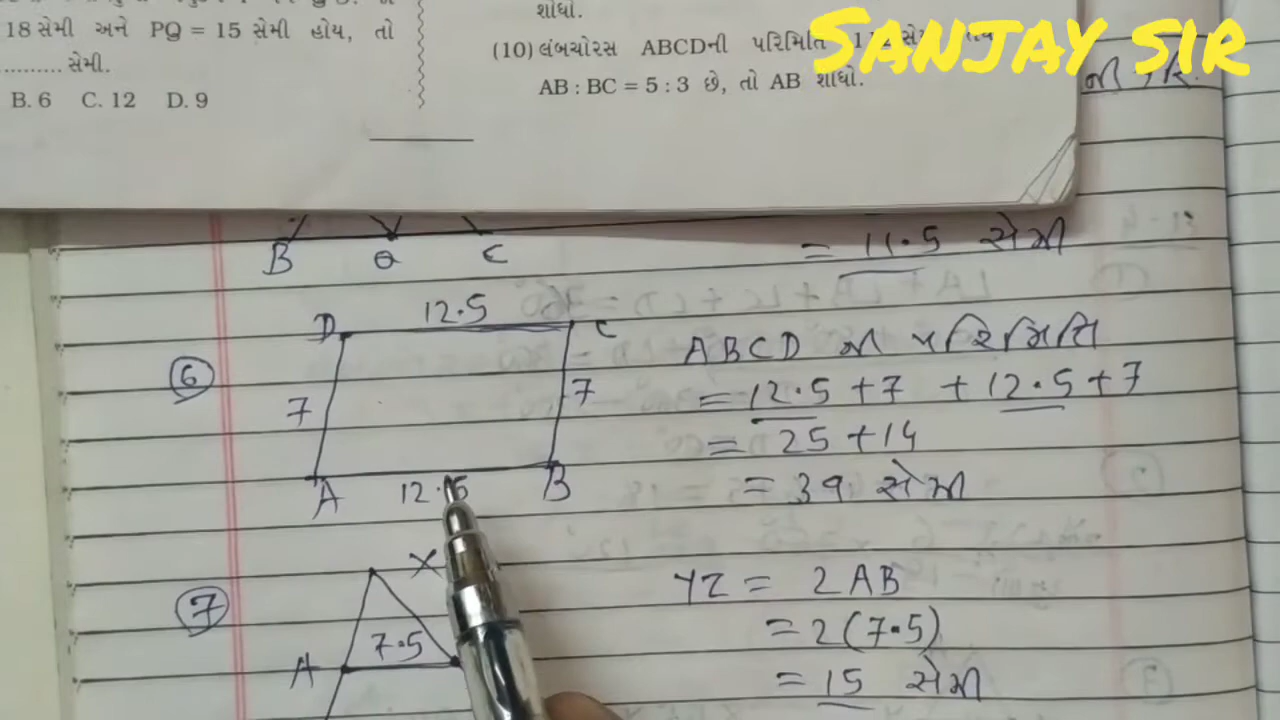 18 સેમી અને PQ = 15 સેમી હોય, તો
.......... સેમી.
B. 6 C. 12 D. 9
શોધો.
(10) લંબચોરસ ABCDની પરિમિતિ
AB : BC = 5 : 3 છે, તો AB શોધો.
SANJAY SIR
B Q C
= 11.5 સેમી
6
D 12.5 C
7 7
A 12.5 B
ABCD ની પરિમિતિ
= 12.5 + 7 + 12.5 + 7
= 25 + 14
= 39 સેમી
7
X
A 7.5
YZ = 2AB
= 2(7.5)
= 15 સેમી